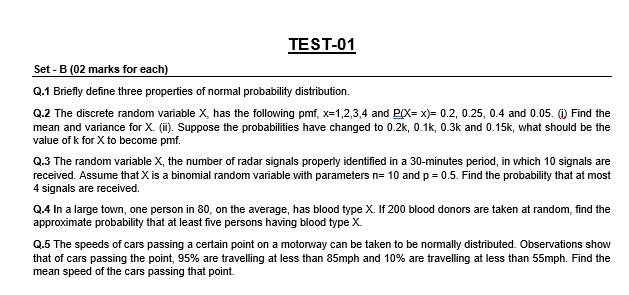 TEST-01
Set - B (02 marks for each)
Q.1 Briefly define three properties of normal probability distribution.
Q.2 The discrete random variable X, has the following pmf, x=1,2,3,4 and P(X= x)= 0.2, 0.25, 0.4 and 0.05. (i) Find the
mean and variance for X. (ii). Suppose the probabilities have changed to 0.2k, 0.1k, 0.3k and 0.15k, what should be the
value of k for X to become pmf.
Q.3 The random variable X, the number of radar signals properly identified in a 30-minutes period, in which 10 signals are
received. Assume that X is a binomial random variable with parameters n= 10 and p = 0.5. Find the probability that at most
4 signals are received.
Q.4 In a large town, one person in 80, on the average, has blood type X. If 200 blood donors are taken at random, find the
approximate probability that at least five persons having blood type X.
Q.5 The speeds of cars passing a certain point on a motorway can be taken to be normally distributed. Observations show
that of cars passing the point, 95% are travelling at less than 85mph and 10% are travelling at less than 55mph. Find the
mean speed of the cars passing that point.